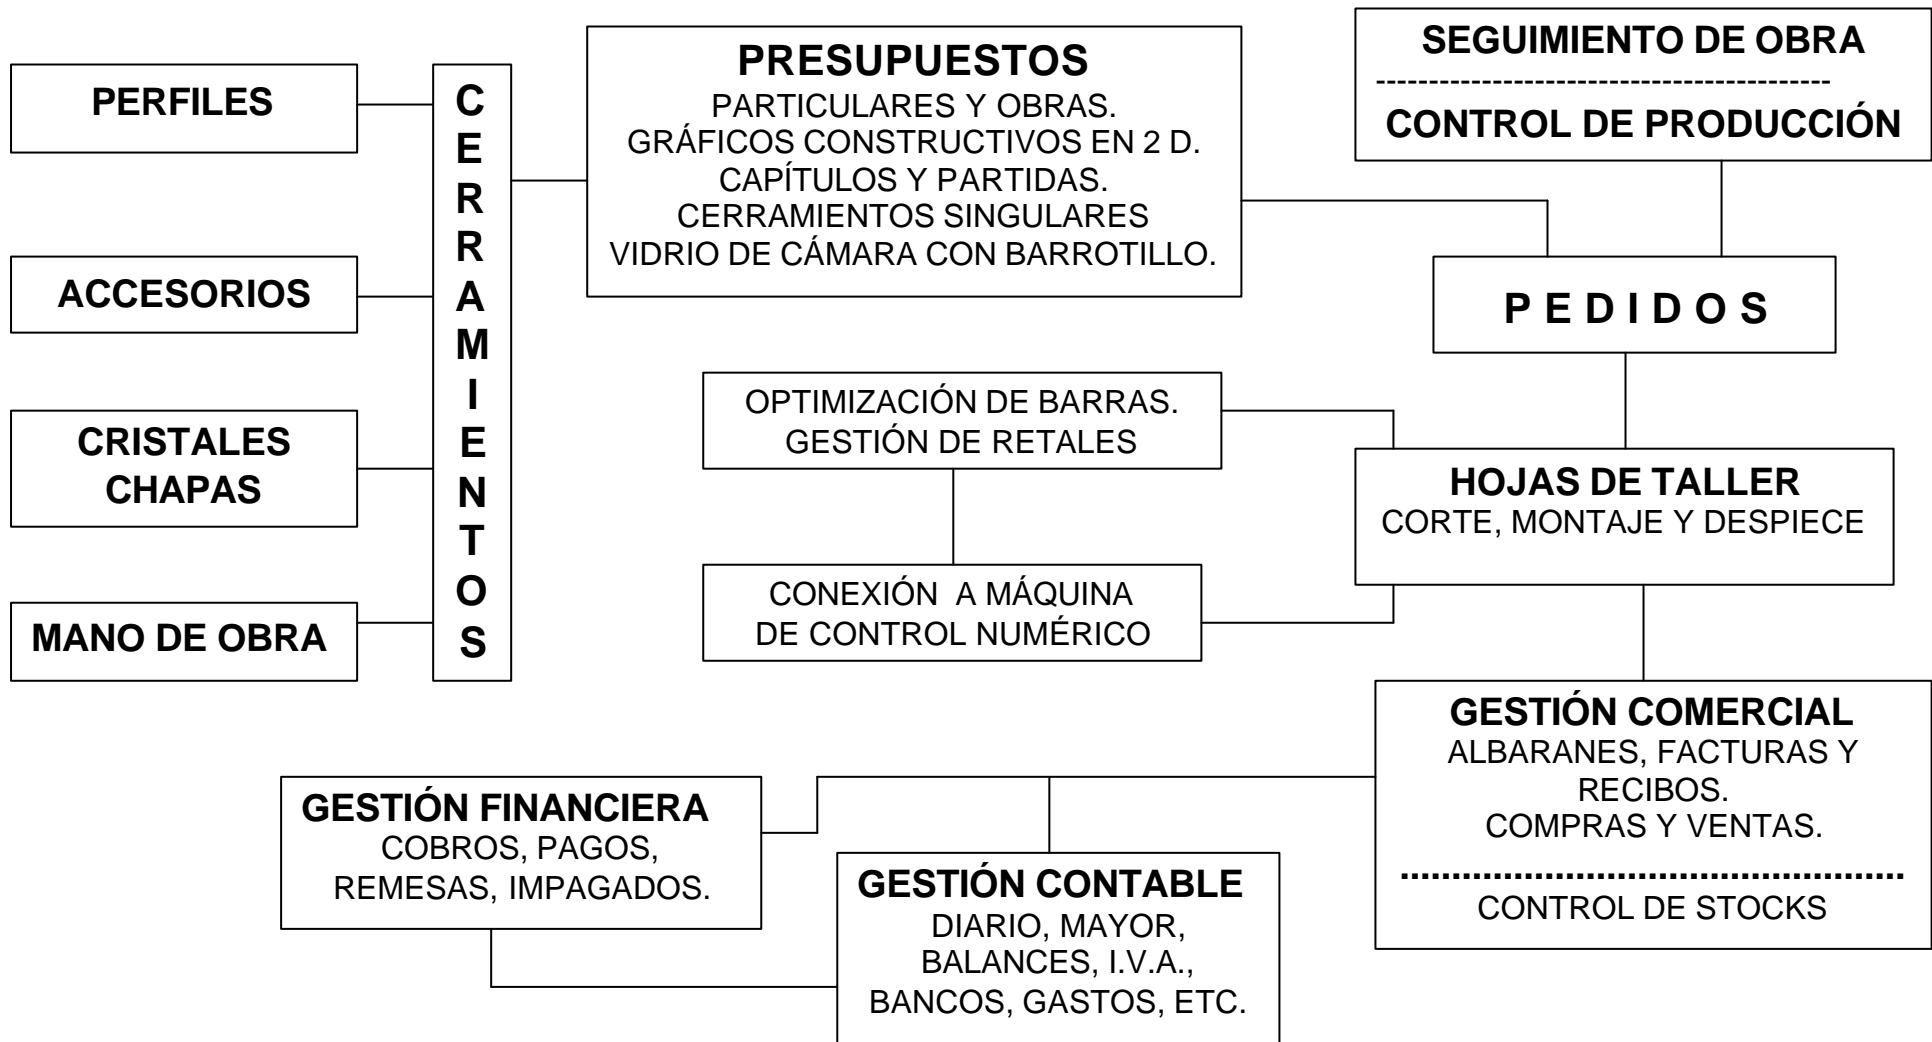 PERFILES
ACCESORIOS
CRISTALES
CHAPAS
MANO DE OBRA
CERRAMIENTOS
PRESUPUESTOS
PARTICULARES Y OBRAS.
GRÁFICOS CONSTRUCTIVOS EN 2 D.
CAPÍTULOS Y PARTIDAS.
CERRAMIENTOS SINGULARES
VIDRIO DE CÁMARA CON BARROTILLO.
SEGUIMIENTO DE OBRA
CONTROL DE PRODUCCIÓN
P E D I D O S
OPTIMIZACIÓN DE BARRAS.
GESTIÓN DE RETALES
HOJAS DE TALLER
CORTE, MONTAJE Y DESPIECE
CONEXIÓN A MÁQUINA
DE CONTROL NUMÉRICO
GESTIÓN COMERCIAL
ALBARANES, FACTURAS Y
RECIBOS.
COMPRAS Y VENTAS.
CONTROL DE STOCKS
GESTIÓN FINANCIERA
COBROS, PAGOS,
REMESAS, IMPAGADOS.
GESTIÓN CONTABLE
DIARIO, MAYOR,
BALANCES, I.V.A.,
BANCOS, GASTOS, ETC.